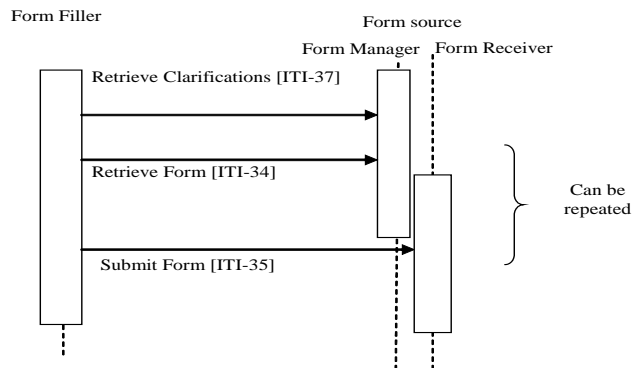 Form Filler
Form source
Form Manager
Form Receiver
Retrieve Clarifications [ITI-37]
Retrieve Form [ITI-34]
Can be
repeated
Submit Form [ITI-35]